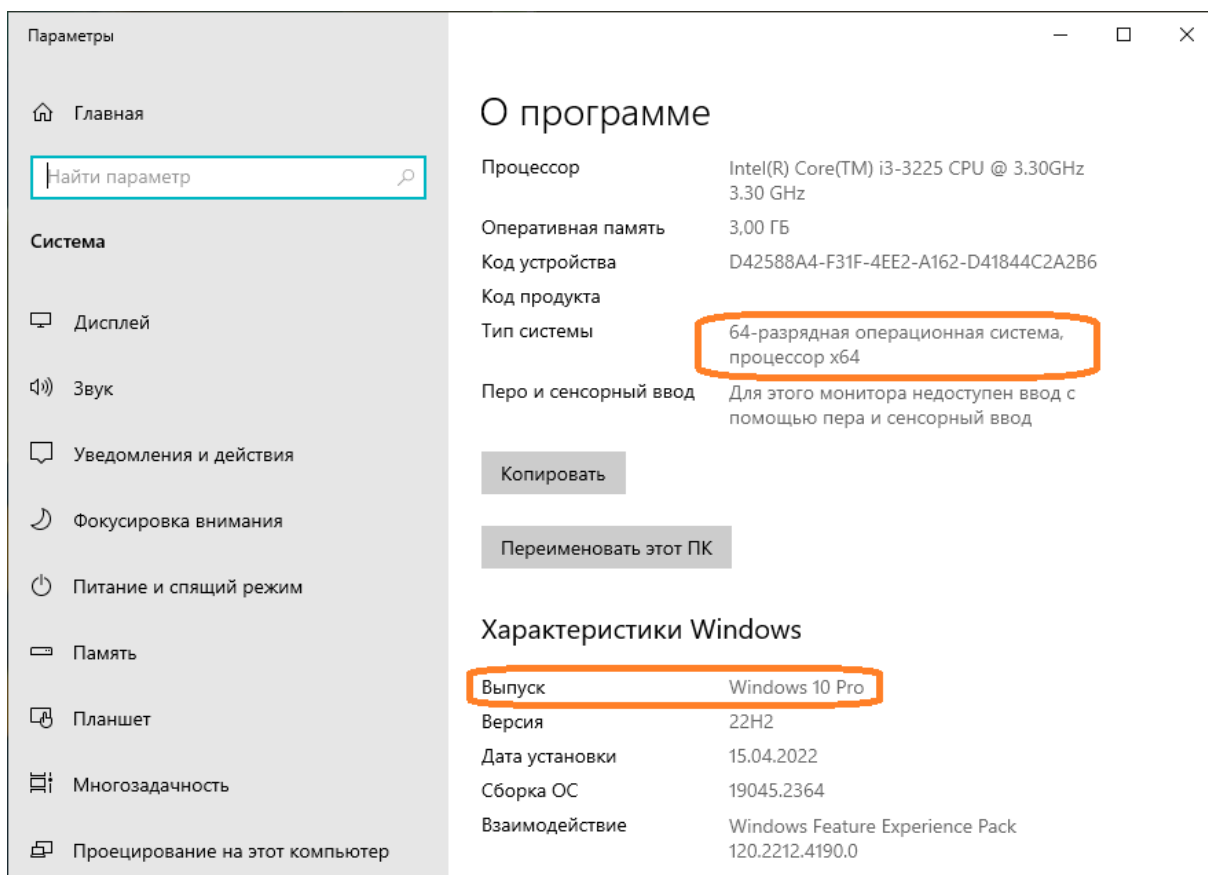 Параметры
Главная
Найти параметр
Система
Дисплей
Звук
Уведомления и действия
Фокусировка внимания
Питание и спящий режим
Память
Планшет
Многозадачность
Проецирование на этот компьютер
О программе
Процессор Intel(R) Core(TM) i3-3225 CPU @ 3.30GHz
3.30 GHz
Оперативная память 3,00 ГБ
Код устройства D42588A4-F31F-4EE2-A162-D41844C2A2B6
Код продукта
Тип системы 64-разрядная операционная система,
процессор x64
Перо и сенсорный ввод Для этого монитора недоступен ввод с
помощью пера и сенсорный ввод
Копировать
Переименовать этот ПК
Характеристики Windows
Выпуск Windows 10 Pro
Версия 22H2
Дата установки 15.04.2022
Сборка ОС 19045.2364
Взаимодействие Windows Feature Experience Pack
120.2212.4190.0